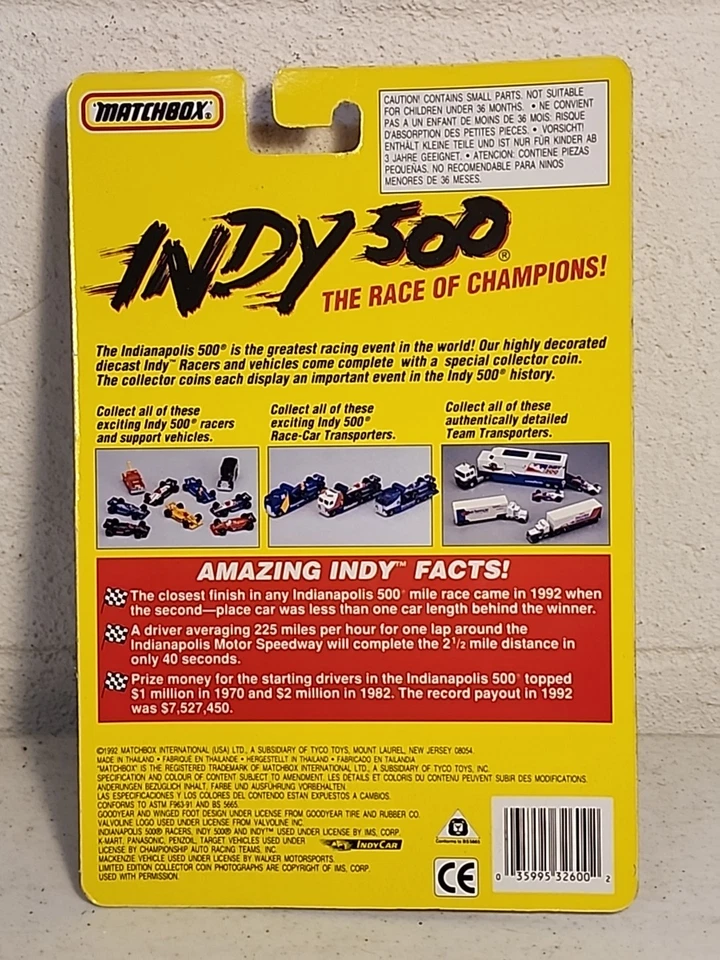 MATCHBOX®
CAUTION! CONTAINS SMALL PARTS. NOT SUITABLE
FOR CHILDREN UNDER 36 MONTHS. • NE CONVIENT
PAS A UN ENFANT DE MOINS DE 36 MOIS. RISQUE
D'ABSORPTION DES PETITES PIECES. • VORSICHT!
ENTHÄLT KLEINE TEILE UND IST NUR FÜR KINDER AB
3 JAHRE GEEIGNET. • ATENCION: CONTIENE PIEZAS
PEQUEÑAS. NO RECOMENDABLE PARA NINOS
MENORES DE 36 MESES.
INDY 500®
THE RACE OF CHAMPIONS!
The Indianapolis 500® is the greatest racing event in the world! Our highly decorated
diecast Indy™ Racers and vehicles come complete with a special collector coin.
The collector coins each display an important event in the Indy 500® history.
Collect all of these
exciting Indy 500® racers
and support vehicles.
Collect all of these
exciting Indy 500®
Race-Car Transporters.
Collect all of these
authentically detailed
Team Transporters.
AMAZING INDY™ FACTS!
The closest finish in any Indianapolis 500® mile race came in 1992 when
the second—place car was less than one car length behind the winner.
A driver averaging 225 miles per hour for one lap around the
Indianapolis Motor Speedway will complete the 2 1/2 mile distance in
only 40 seconds.
Prize money for the starting drivers in the Indianapolis 500® topped
$1 million in 1970 and $2 million in 1982. The record payout in 1992
was $7,527,450.
©1992 MATCHBOX INTERNATIONAL (USA) LTD., A SUBSIDIARY OF TYCO TOYS, MOUNT LAUREL, NEW JERSEY 08054.
MADE IN THAILAND • FABRIQUÉ EN THAILANDE • HERGESTELLT IN THAILAND • FABRICADO EN TAILANDIA
"MATCHBOX" IS THE REGISTERED TRADEMARK OF MATCHBOX INTERNATIONAL LTD., A SUBSIDIARY OF TYCO TOYS, INC.
SPECIFICATION AND COLOUR OF CONTENT SUBJECT TO AMENDMENT. LES DETAILS ET COLORIS DU CONTENU PEUVENT SUBIR DES MODIFICATIONS.
ANDERUNGEN BEZÜGLICH INHALT, FARBE UND AUSFÜHRUNG VORBEHALTEN.
LAS ESPECIFICACIONES Y LOS COLORES DEL CONTENIDO ESTAN EXPUESTOS A CAMBIOS.
CONFORMS TO ASTM F963-91 AND BS 5665.
GOODYEAR AND WINGED FOOT DESIGN UNDER LICENSE FROM GOODYEAR TIRE AND RUBBER CO.
VALVOLINE LOGO USED UNDER LICENSE FROM VALVOLINE INC.
INDIANAPOLIS 500® RACERS, INDY 500® AND INDY™ USED UNDER LICENSE BY IMS, CORP.
K-MART, PANASONIC, PENZOIL, TARGET VEHICLES USED UNDER
LICENSE BY CHAMPIONSHIP AUTO RACING TEAMS, INC.
MACKENZIE VEHICLE USED UNDER LICENSE BY WALKER MOTORSPORTS.
LIMITED EDITION COLLECTOR COIN PHOTOGRAPHS ARE COPYRIGHT OF IMS, CORP.
USED WITH PERMISSION.
INDYCAR
Conforms to BS 5665
CE
0 35995 32600 2